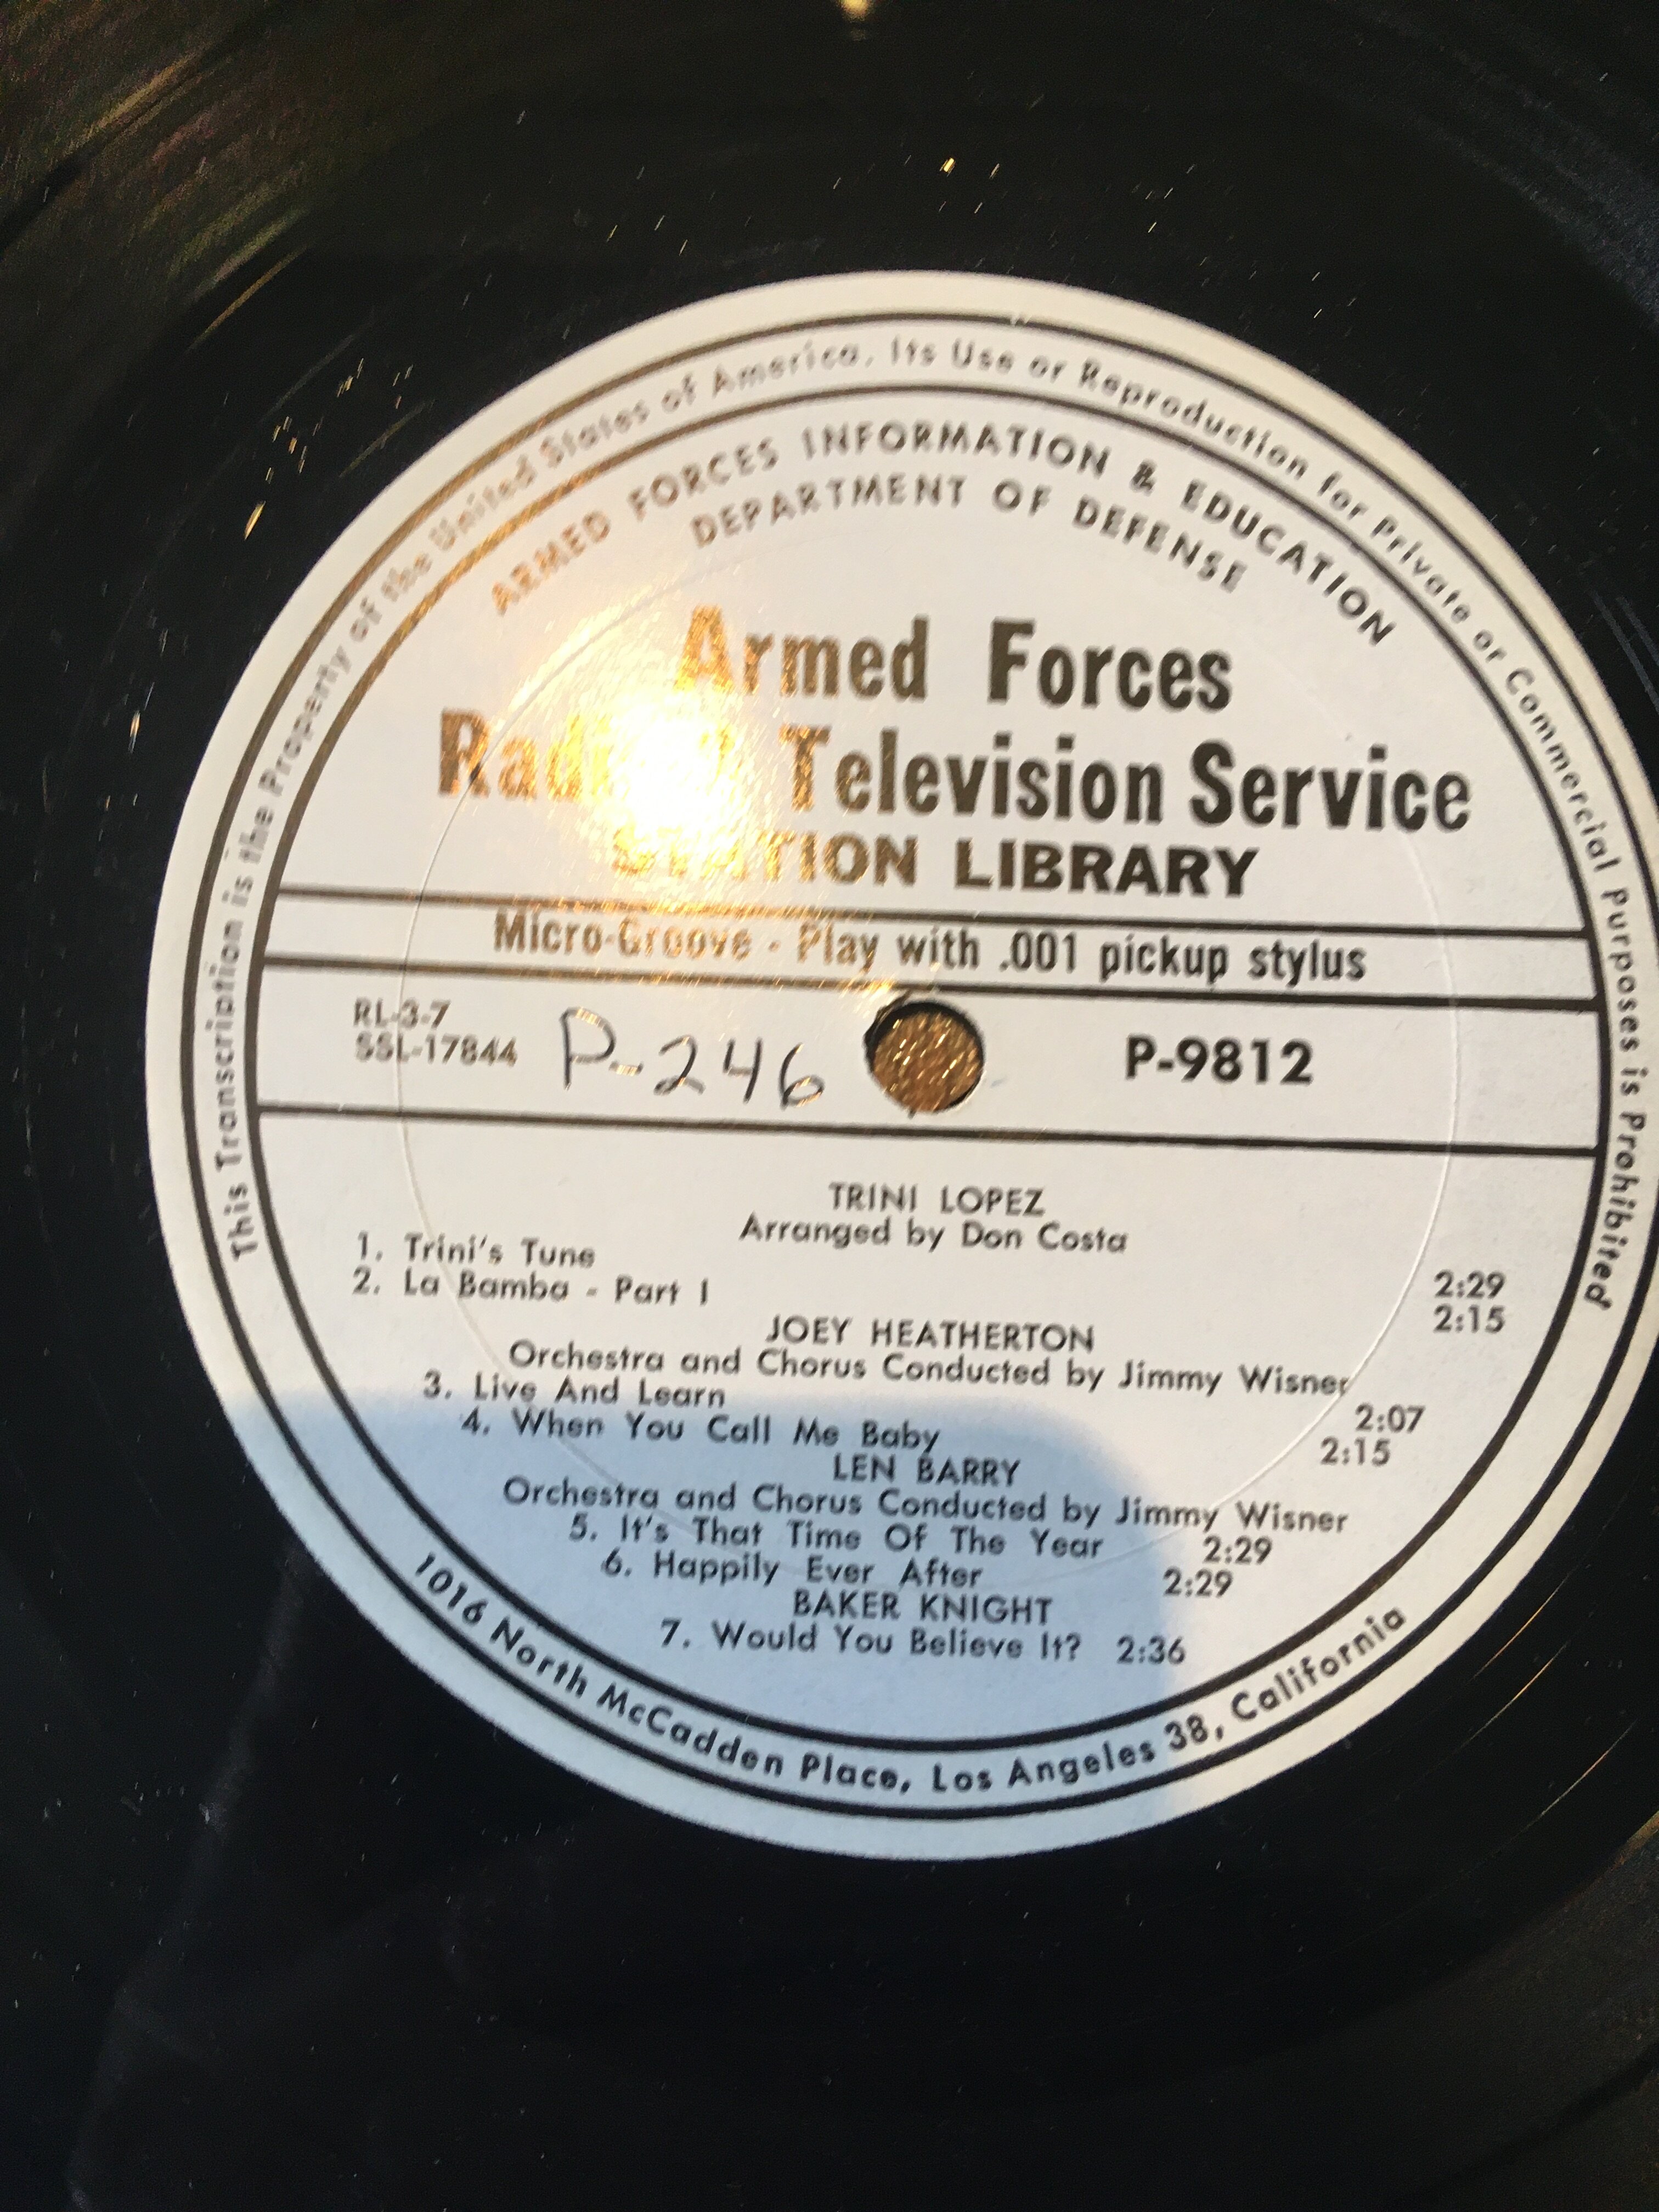 This Transcription is the Property of the United States of America. Its Use or Reproduction for Private or Commercial Purposes is Prohibited
ARMED FORCES INFORMATION & EDUCATION
DEPARTMENT OF DEFENSE
Armed Forces
Television Service
STATION LIBRARY
Micro-Groove - Play with .001 pickup stylus
RL-3-7
SSL-17844
P-246
P-9812
TRINI LOPEZ
Arranged by Don Costa
1. Trini's Tune 2:29
2. La Bamba - Part I 2:15
JOEY HEATHERTON
Orchestra and Chorus Conducted by Jimmy Wisner
3. Live And Learn 2:07
4. When You Call Me Baby 2:15
LEN BARRY
Orchestra and Chorus Conducted by Jimmy Wisner
5. It's That Time Of The Year 2:29
6. Happily Ever After 2:29
BAKER KNIGHT
7. Would You Believe It? 2:36
1016 North McCadden Place, Los Angeles 38, California